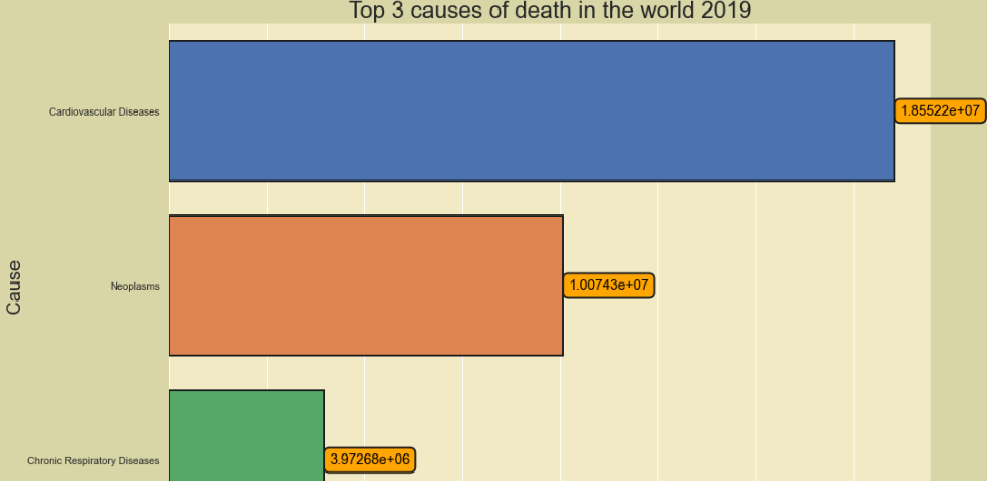 Top 3 causes of death in the world 2019
Cardiovascular Diseases
1.85522e+07
Neoplasms
1.00743e+07
Cause
Chronic Respiratory Diseases
3.97268e+06